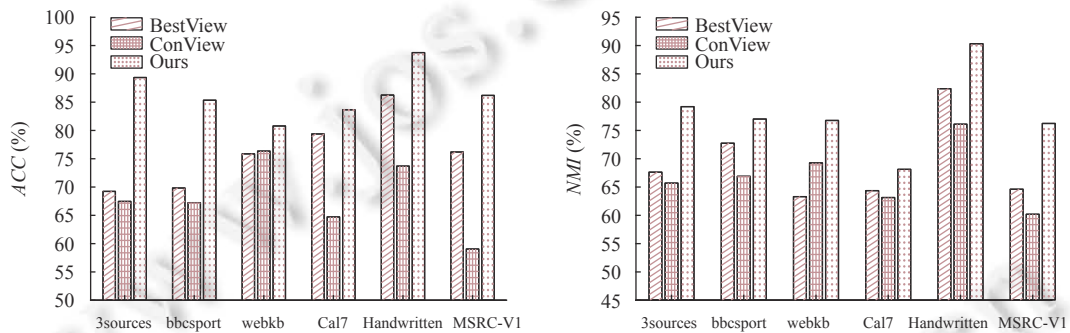 100
95
90
85
80
75
70
65
60
55
50
ACC (%)
BestView
ConView
Ours
3sources bbcsport webkb Cal7 Handwritten MSRC-V1
95
90
85
80
75
70
65
60
55
50
45
NMI (%)
BestView
ConView
Ours
3sources bbcsport webkb Cal7 Handwritten MSRC-V1